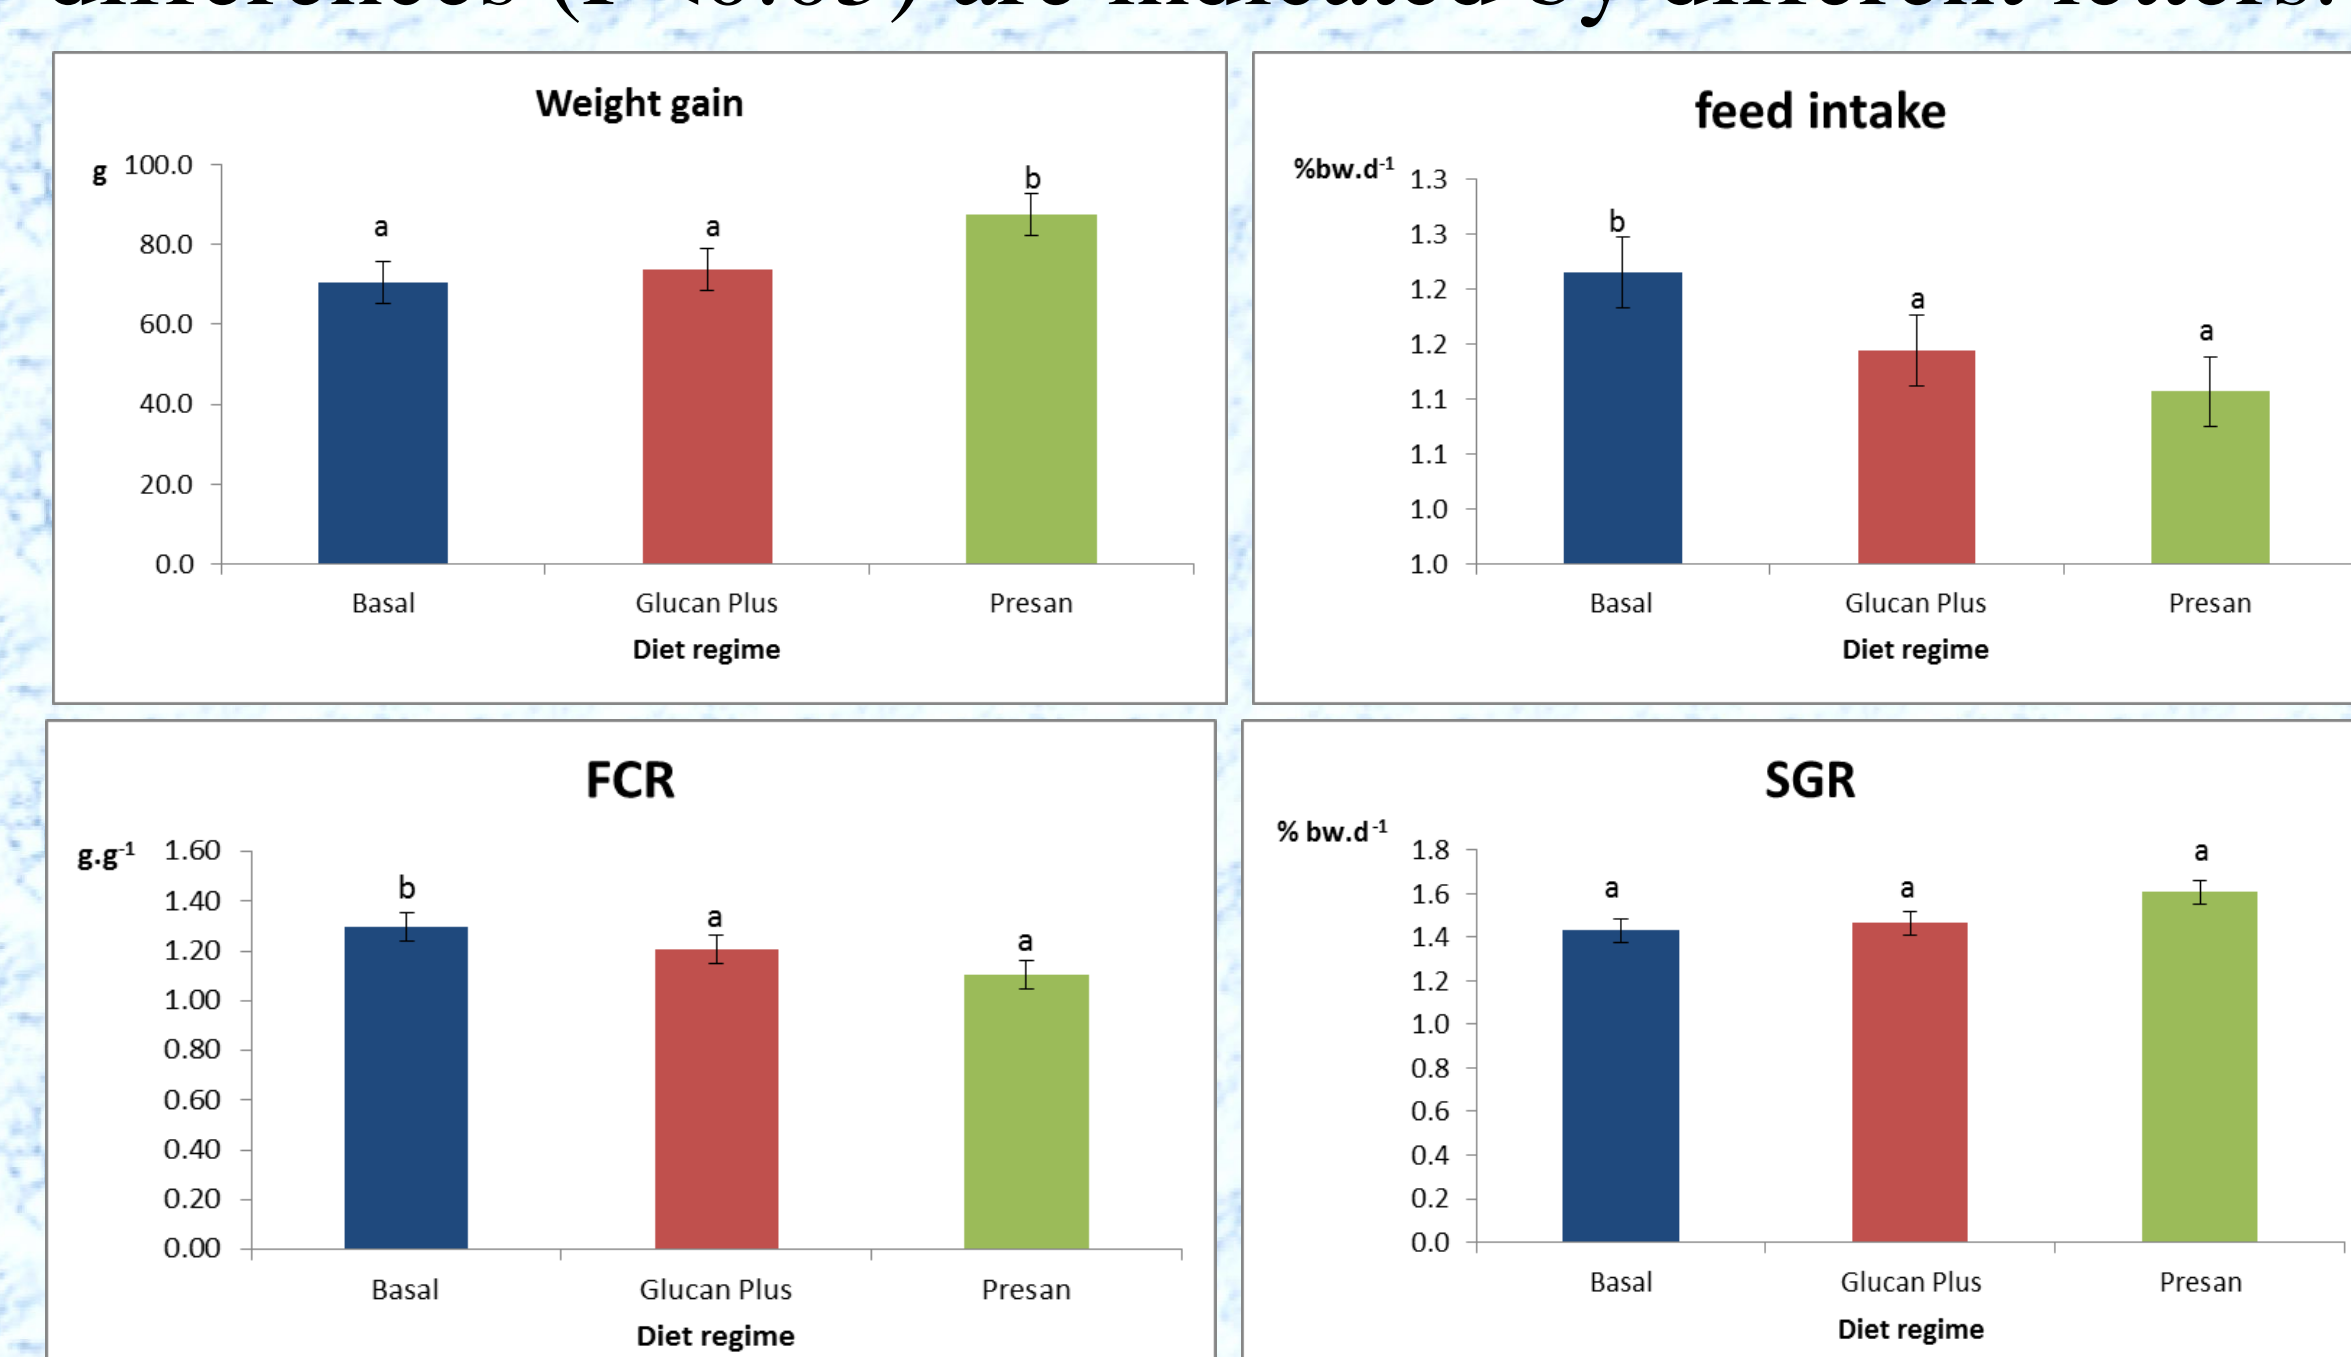 are indicated by different letters.
Weight gain
g
100.0
80.0
60.0
40.0
20.0
0.0
a
a
b
Basal
Glucan Plus
Presan
Diet regime
feed intake
%bw.d⁻¹
1.3
1.3
1.2
1.2
1.1
1.1
1.0
1.0
b
a
a
Basal
Glucan Plus
Presan
Diet regime
FCR
g.g⁻¹
1.60
1.40
1.20
1.00
0.80
0.60
0.40
0.20
0.00
b
a
a
Basal
Glucan Plus
Presan
Diet regime
SGR
% bw.d⁻¹
1.8
1.6
1.4
1.2
1.0
0.8
0.6
0.4
0.2
0.0
a
a
a
Basal
Glucan Plus
Presan
Diet regime